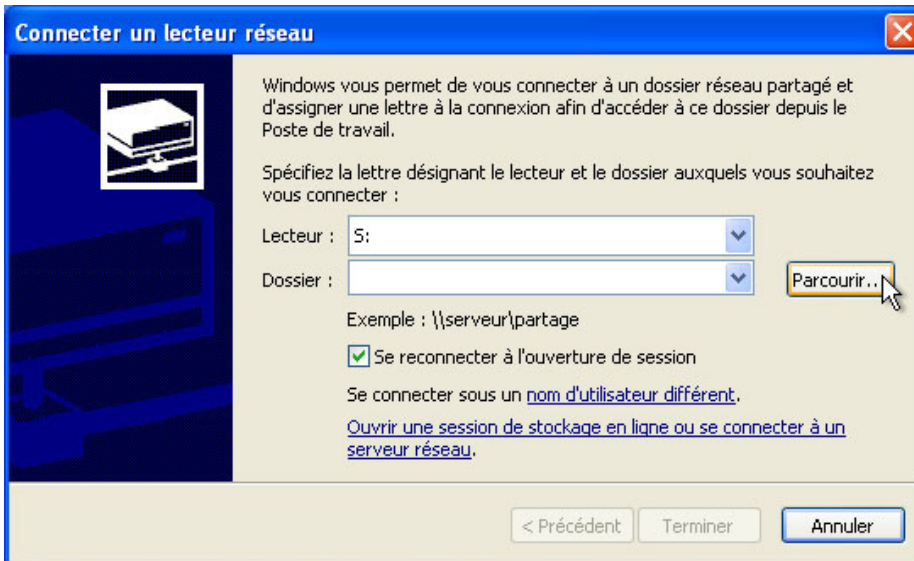 Connecter un lecteur réseau
Windows vous permet de vous connecter à un dossier réseau partagé et
d'assigner une lettre à la connexion afin d'accéder à ce dossier depuis le
Poste de travail.
Spécifiez la lettre désignant le lecteur et le dossier auxquels vous souhaitez
vous connecter :
Lecteur : S:
Dossier : Parcourir...
Exemple : \\serveur\partage
Se reconnecter à l'ouverture de session
Se connecter sous un nom d'utilisateur différent.
Ouvrir une session de stockage en ligne ou se connecter à un
serveur réseau.
< Précédent Terminer Annuler